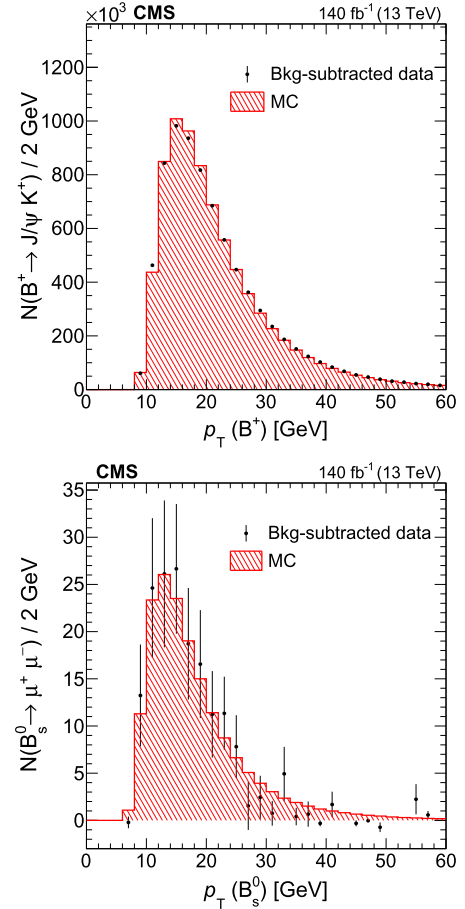 ×10³ CMS 140 fb⁻¹ (13 TeV)
N(B⁺→ J/ψ K⁺) / 2 GeV
1200
1000
800
600
400
200
0
Bkg-subtracted data
MC
0 10 20 30 40 50 60
p_T (B⁺) [GeV]
CMS 140 fb⁻¹ (13 TeV)
N(B_s⁰→ μ⁺ μ⁻) / 2 GeV
35
30
25
20
15
10
5
0
Bkg-subtracted data
MC
0 10 20 30 40 50 60
p_T (B_s⁰) [GeV]